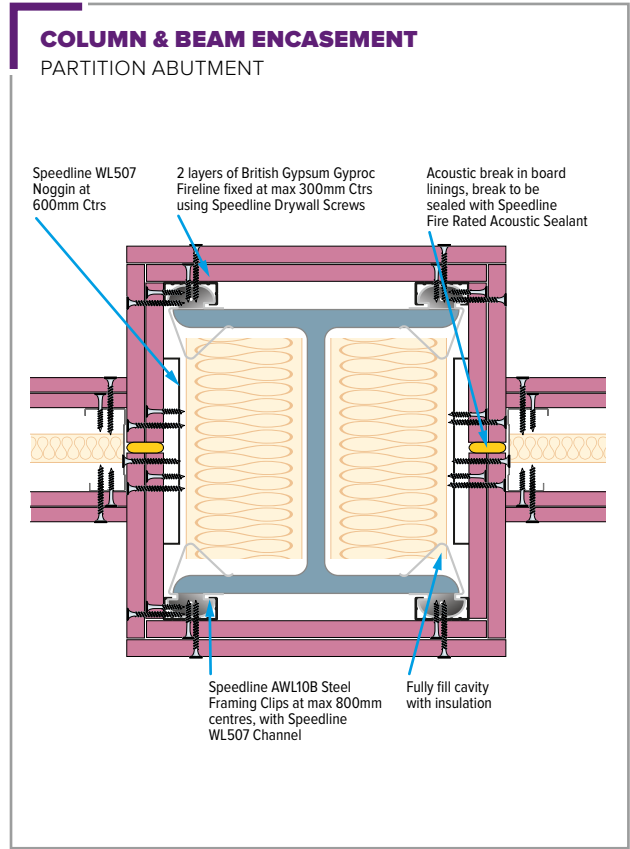 COLUMN & BEAM ENCASEMENT
PARTITION ABUTMENT
Speedline WL507
Noggin at
600mm Ctrs
2 layers of British Gypsum Gyproc
Fireline fixed at max 300mm Ctrs
using Speedline Drywall Screws
Acoustic break in board
linings, break to be
sealed with Speedline
Fire Rated Acoustic Sealant
Speedline AWL10B Steel
Framing Clips at max 800mm
centres, with Speedline
WL507 Channel
Fully fill cavity
with insulation